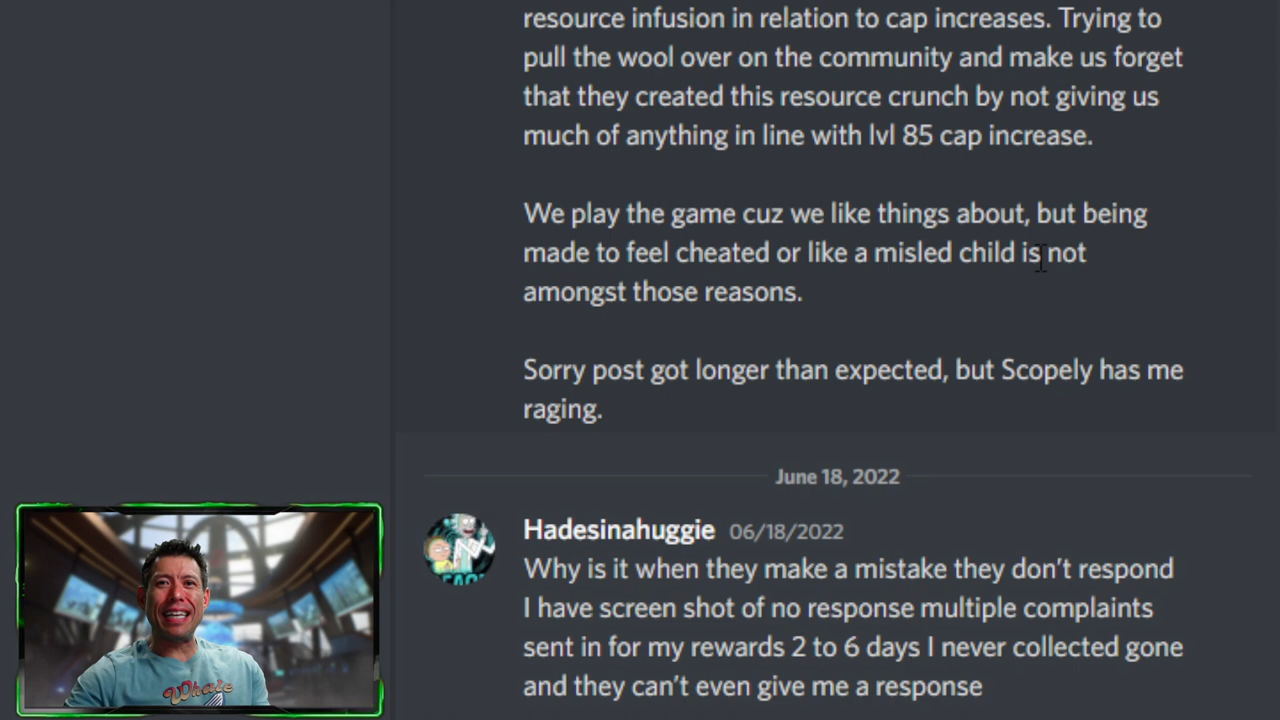 resource infusion in relation to cap increases. Trying to
pull the wool over on the community and make us forget
that they created this resource crunch by not giving us
much of anything in line with lvl 85 cap increase.
We play the game cuz we like things about, but being
made to feel cheated or like a misled child is not
amongst those reasons.
Sorry post got longer than expected, but Scopely has me
raging.
June 18, 2022
Hadesinahuggie 06/18/2022
Why is it when they make a mistake they don't respond
I have screen shot of no response multiple complaints
sent in for my rewards 2 to 6 days I never collected gone
and they can't even give me a response
Whale